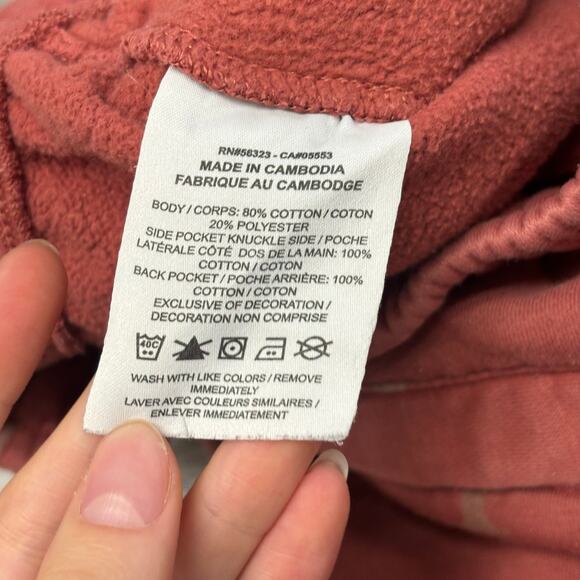 RN#56323 - CA#05553
MADE IN CAMBODIA
FABRIQUE AU CAMBODGE
BODY / CORPS: 80% COTTON / COTON
20% POLYESTER
SIDE POCKET KNUCKLE SIDE / POCHE
LATÉRALE CÔTÉ DOS DE LA MAIN: 100%
COTTON / COTON
BACK POCKET / POCHE ARRIÈRE: 100%
COTTON / COTON
EXCLUSIVE OF DECORATION /
DECORATION NON COMPRISE
40C
WASH WITH LIKE COLORS / REMOVE
IMMEDIATELY
LAVER AVEC COULEURS SIMILAIRES /
ENLEVER IMMEDIATEMENT